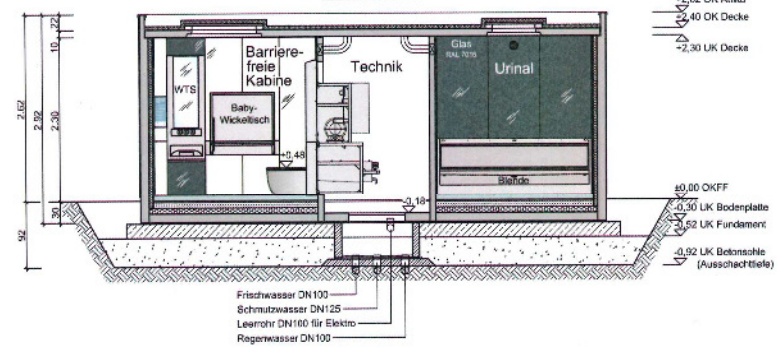 +2,40 OK Decke
+2,30 UK Decke
22
10
2.62
2.92
2.30
30
92
Barriere-
freie
Kabine
WTS
Baby-
Wickeltisch
+0,48
Technik
-0,18
Glas
RAL 7016
Urinal
Blende
±0,00 OKFF
-0,30 UK Bodenplatte
-0,52 UK Fundament
-0,92 UK Betonsohle
(Ausschachttiefe)
Frischwasser DN100
Schmutzwasser DN125
Leerrohr DN100 für Elektro
Regenwasser DN100